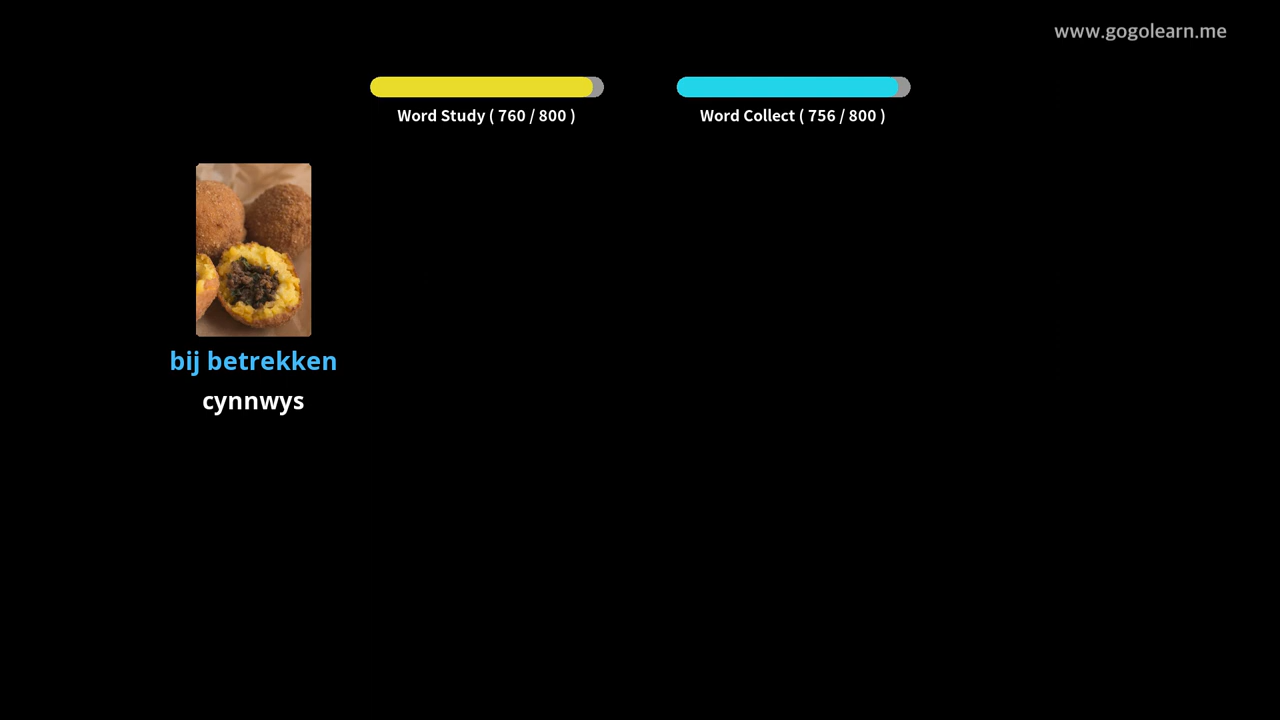 www.gogolearn.me
Word Study ( 760 / 800 )
Word Collect ( 756 / 800 )
bij betrekken
cynnwys